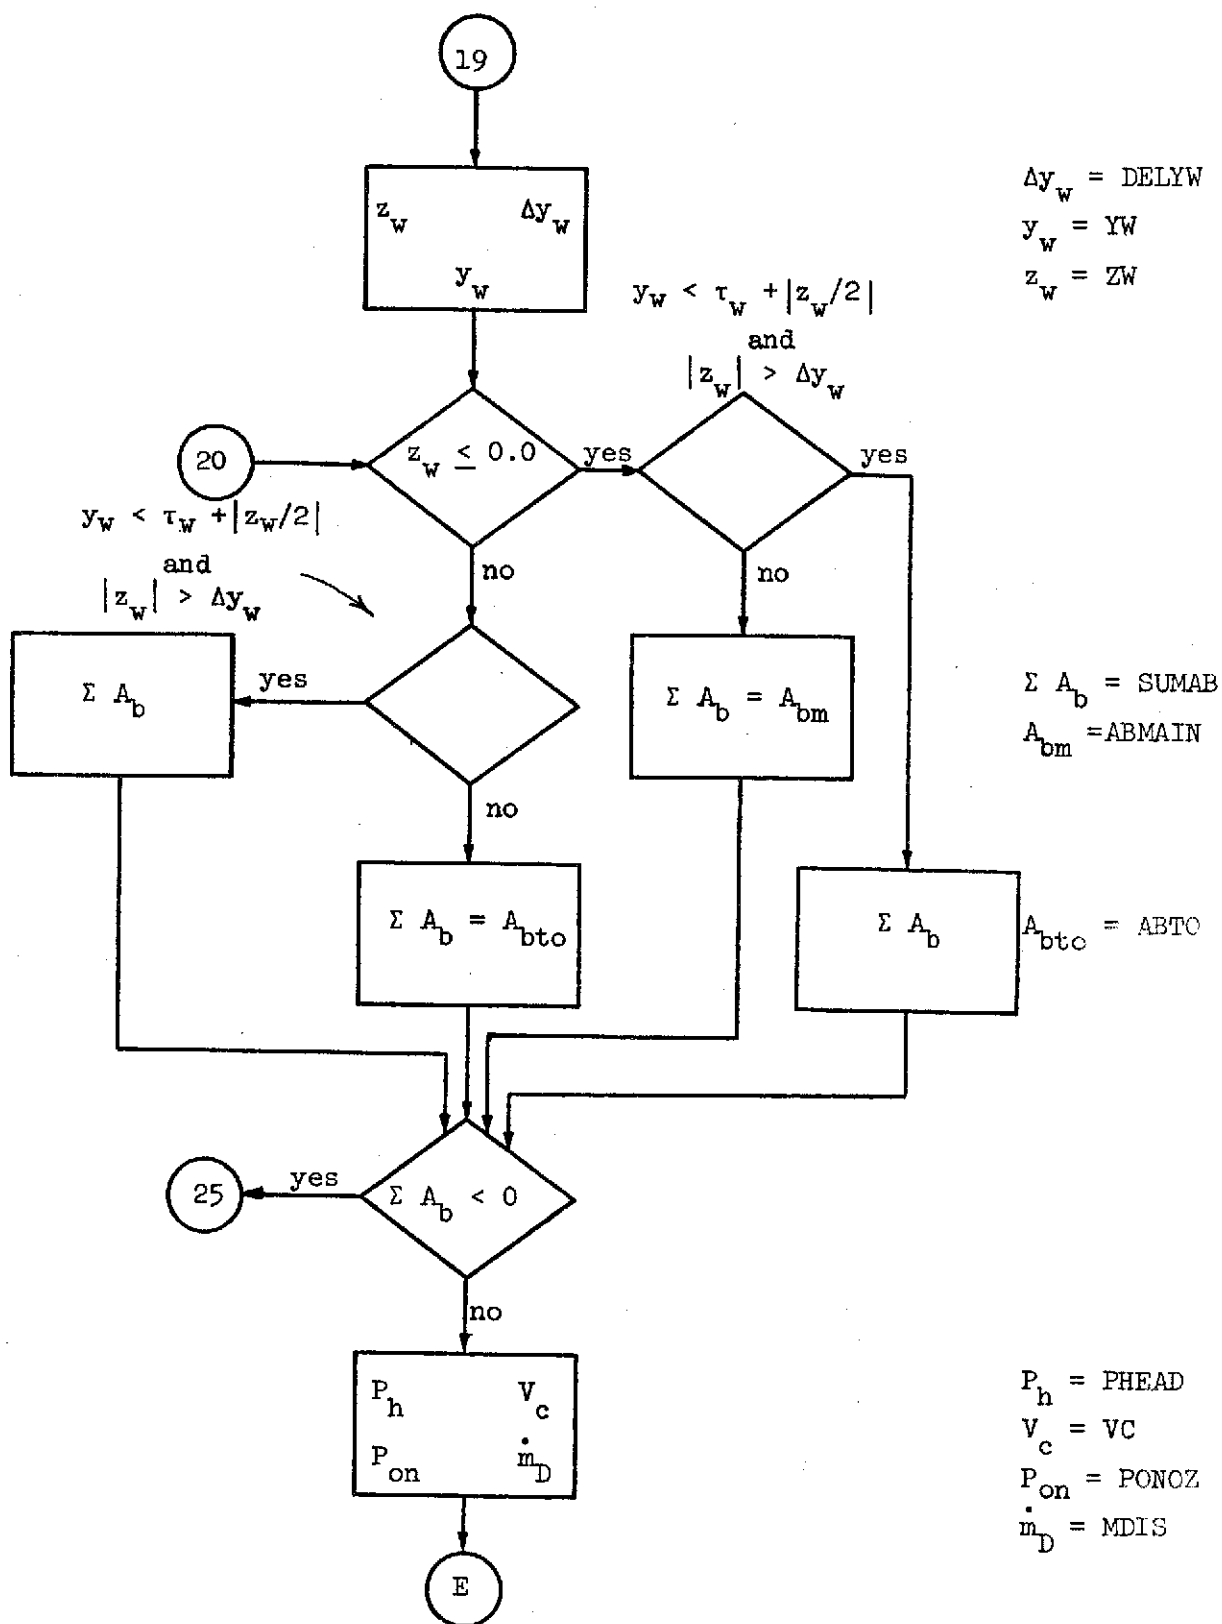 19
z_w Δy_w
y_w
Δy_w = DELYW
y_w = YW
z_w = ZW
y_w < τ_w + |z_w/2|
and
|z_w| > Δy_w
20
z_w ≤ 0.0
yes
yes
no
no
y_w < τ_w + |z_w/2|
and
|z_w| > Δy_w
Σ A_b
yes
no
Σ A_b = A_bm
Σ A_b = SUMAB
A_bm =ABMAIN
Σ A_b = A_bto
Σ A_b
A_bto = ABTO
25
yes
Σ A_b < 0
no
P_h V_c
P_on ṁ_D
P_h = PHEAD
V_c = VC
P_on = PONOZ
ṁ_D = MDIS
E